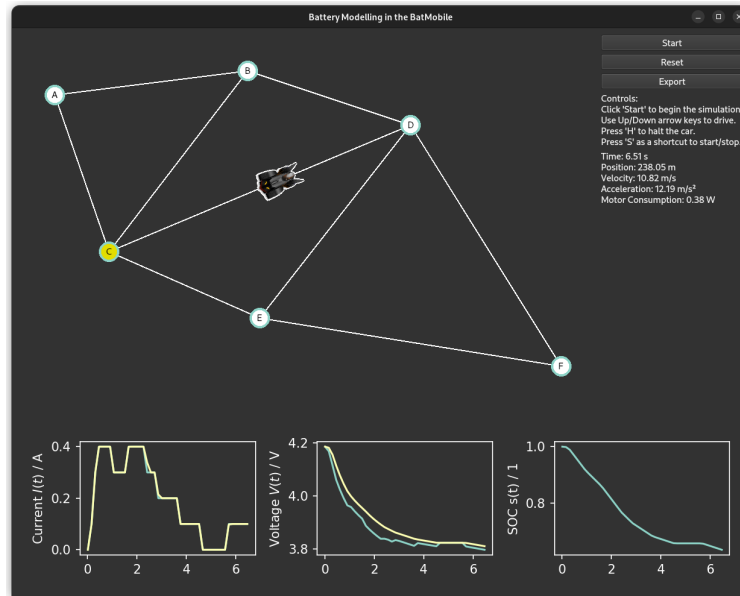 Battery Modelling in the BatMobile
Start
Reset
Export
Controls:
Click 'Start' to begin the simulation
Use Up/Down arrow keys to drive.
Press 'H' to halt the car.
Press 'S' as a shortcut to start/stop.
Time: 6.51 s
Position: 238.05 m
Velocity: 10.82 m/s
Acceleration: 12.19 m/s²
Motor Consumption: 0.38 W
A
B
D
C
E
F
Current I(t) / A
0.4
0.2
0.0
0 2 4 6
Voltage V(t) / V
4.2
4.0
3.8
0 2 4 6
SOC s(t) / 1
1.0
0.8
0 2 4 6